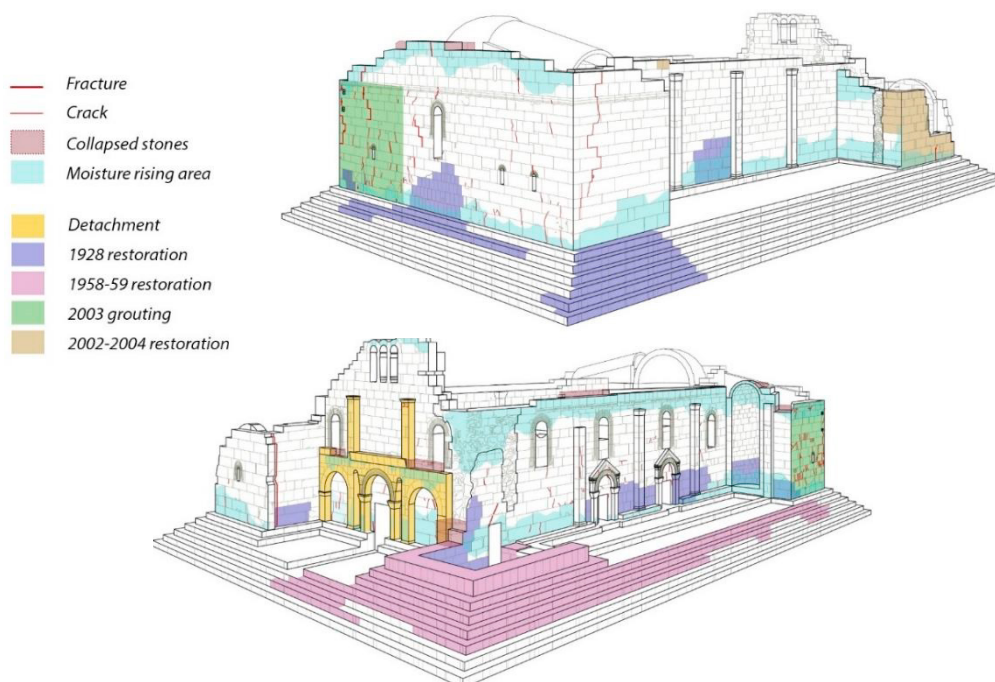 Fracture
Crack
Collapsed stones
Moisture rising area
Detachment
1928 restoration
1958-59 restoration
2003 grouting
2002-2004 restoration